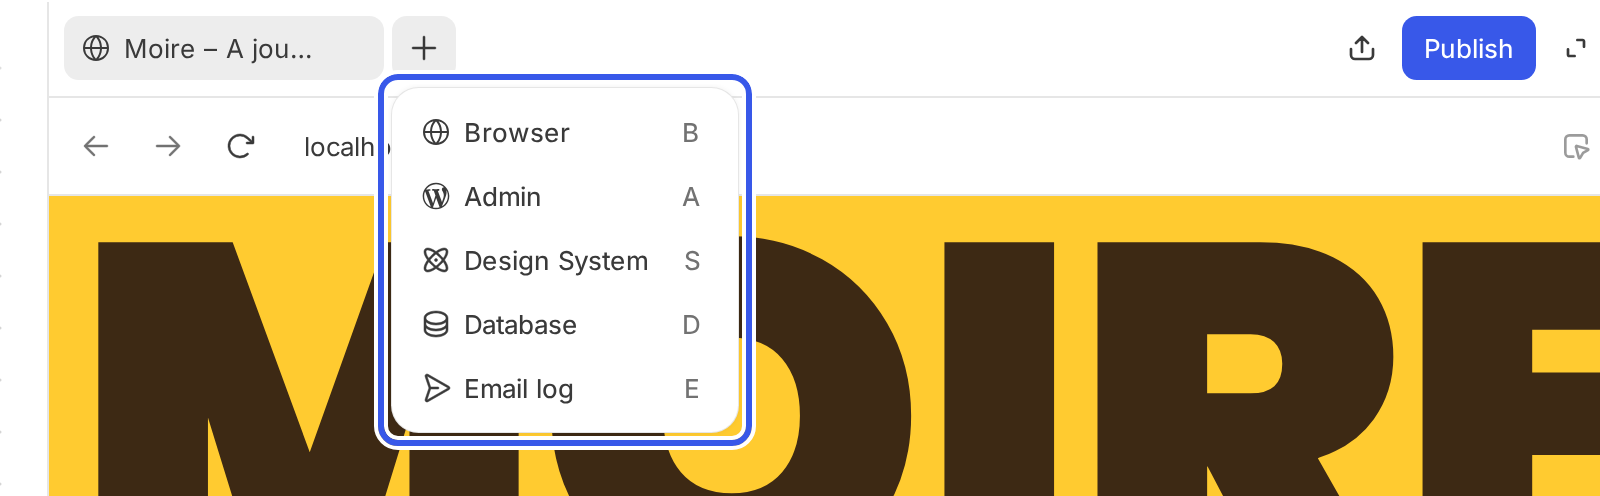 Moire – A jou...
Publish
localh
Browser B
Admin A
Design System S
Database D
Email log E
MOIRE